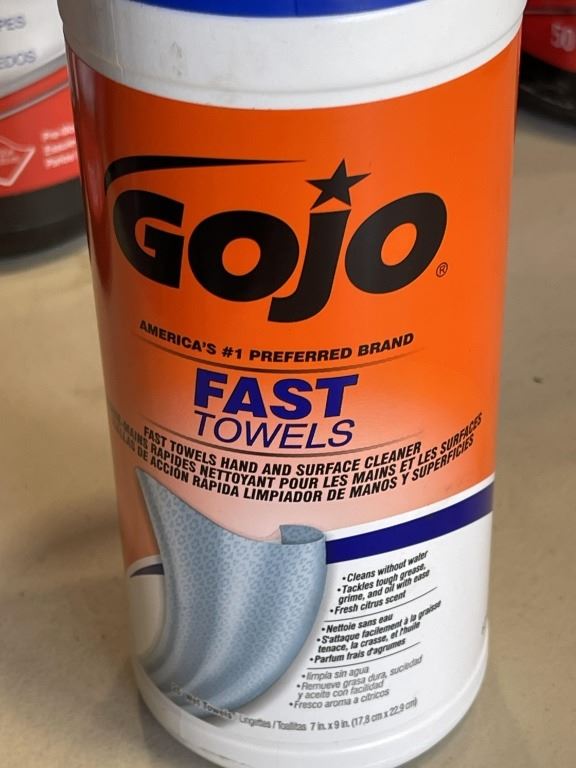 PES
EDOS
50
GOJO®
AMERICA'S #1 PREFERRED BRAND
FAST
TOWELS
FAST TOWELS HAND AND SURFACE CLEANER
-MAINS RAPIDES NETTOYANT POUR LES MAINS ET LES SURFACES
DE ACCIÓN RÁPIDA LIMPIADOR DE MANOS Y SUPERFICIES
•Cleans without water
•Tackles tough grease,
grime, and oil with ease
•Fresh citrus scent
•Nettoie sans eau
•S'attaque facilement à la graisse
tenace, la crasse, et l'huile
•Parfum frais d'agrumes
•limpia sin agua
•Remueve grasa dura, suciedad
y aceite con facilidad
•Fresco aroma a cítricos
Wet Towels Lingettes / Toallitas 7 in. x 9 in. (17,8 cm x 22,9 cm)